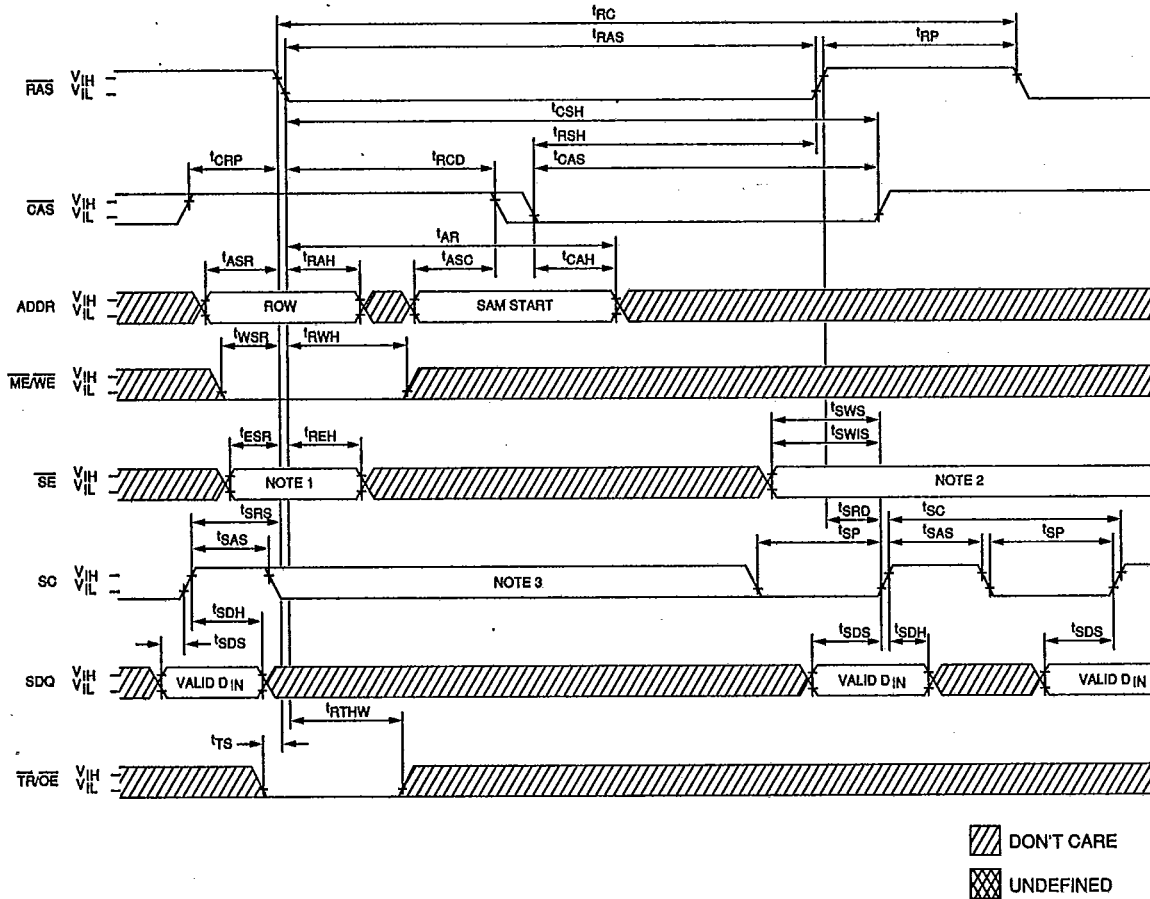 tRC
tRAS
tRP
RAS VIH
VIL
tCSH
tRSH
tCRP
tRCD
tCAS
CAS VIH
VIL
tAR
tASR
tRAH
tASC
tCAH
ADDR VIH
VIL
ROW
SAM START
tWSR
tRWH
ME/WE VIH
VIL
tSWS
tESR
tREH
tSWIS
SE VIH
VIL
NOTE 1
NOTE 2
tSRS
tSRD
tSC
tSAS
tSP
tSAS
tSP
SC VIH
VIL
NOTE 3
tSDH
tSDS
tSDS
tSDH
tSDS
SDQ VIH
VIL
VALID DIN
VALID DIN
VALID DIN
tRTHW
tTS
TR/OE VIH
VIL
DON'T CARE
UNDEFINED